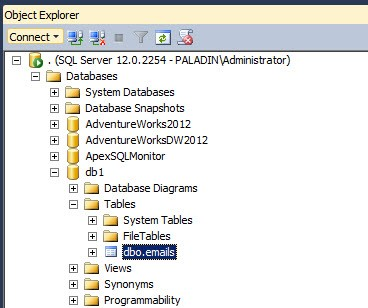 Object Explorer
Connect
. (SQL Server 12.0.2254 - PALADIN\Administrator)
Databases
System Databases
Database Snapshots
AdventureWorks2012
AdventureWorksDW2012
ApexSQLMonitor
db1
Database Diagrams
Tables
System Tables
FileTables
dbo.emails
Views
Synonyms
Programmability